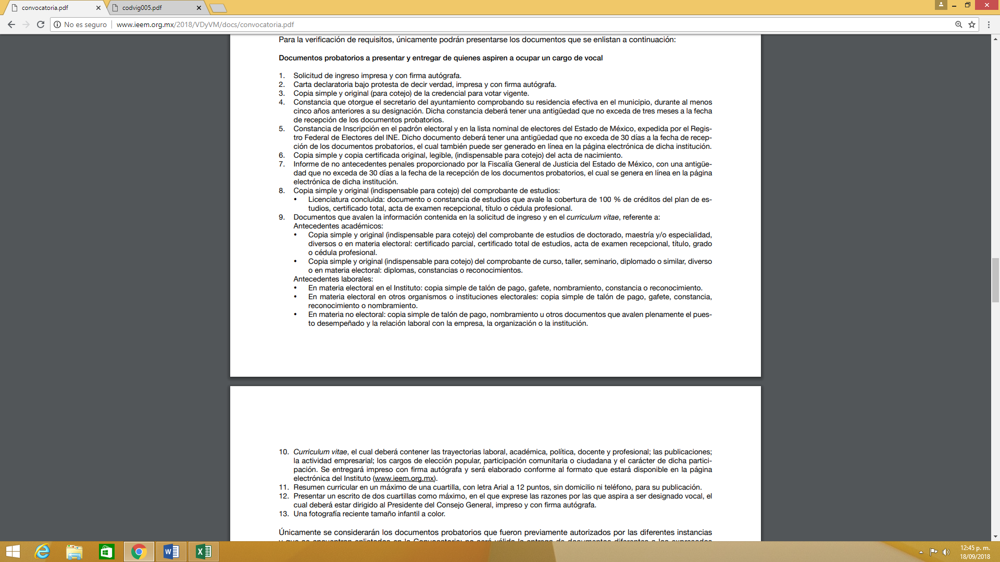 convocatoria.pdf
codvig005.pdf
No es seguro
www.ieem.org.mx/2018/VDyVM/docs/convocatoria.pdf
Para la verificación de requisitos, únicamente podrán presentarse los documentos que se enlistan a continuación:
Documentos probatorios a presentar y entregar de quienes aspiren a ocupar un cargo de vocal
1. Solicitud de ingreso impresa y con firma autógrafa.
2. Carta declaratoria bajo protesta de decir verdad, impresa y con firma autógrafa.
3. Copia simple y original (para cotejo) de la credencial para votar vigente.
4. Constancia que otorgue el secretario del ayuntamiento comprobando su residencia efectiva en el municipio, durante al menos
cinco años anteriores a su designación. Dicha constancia deberá tener una antigüedad que no exceda de tres meses a la fecha
de recepción de los documentos probatorios.
5. Constancia de Inscripción en el padrón electoral y en la lista nominal de electores del Estado de México, expedida por el Regis-
tro Federal de Electores del INE. Dicho documento deberá tener una antigüedad que no exceda de 30 días a la fecha de recep-
ción de los documentos probatorios, el cual también puede ser generado en línea en la página electrónica de dicha institución.
6. Copia simple y copia certificada original, legible, (indispensable para cotejo) del acta de nacimiento.
7. Informe de no antecedentes penales proporcionado por la Fiscalía General de Justicia del Estado de México, con una antigüe-
dad que no exceda de 30 días a la fecha de la recepción de los documentos probatorios, el cual se genera en línea en la página
electrónica de dicha institución.
8. Copia simple y original (indispensable para cotejo) del comprobante de estudios:
• Licenciatura concluida: documento o constancia de estudios que avale la cobertura de 100 % de créditos del plan de es-
tudios, certificado total, acta de examen recepcional, título o cédula profesional.
9. Documentos que avalen la información contenida en la solicitud de ingreso y en el curriculum vitae, referente a:
Antecedentes académicos:
• Copia simple y original (indispensable para cotejo) del comprobante de estudios de doctorado, maestría y/o especialidad,
diversos o en materia electoral: certificado parcial, certificado total de estudios, acta de examen recepcional, título, grado
o cédula profesional.
• Copia simple y original (indispensable para cotejo) del comprobante de curso, taller, seminario, diplomado o similar, diverso
o en materia electoral: diplomas, constancias o reconocimientos.
Antecedentes laborales:
• En materia electoral en el Instituto: copia simple de talón de pago, gafete, nombramiento, constancia o reconocimiento.
• En materia electoral en otros organismos o instituciones electorales: copia simple de talón de pago, gafete, constancia,
reconocimiento o nombramiento.
• En materia no electoral: copia simple de talón de pago, nombramiento u otros documentos que avalen plenamente el pues-
to desempeñado y la relación laboral con la empresa, la organización o la institución.
10. Curriculum vitae, el cual deberá contener las trayectorias laboral, académica, política, docente y profesional; las publicaciones;
la actividad empresarial; los cargos de elección popular, participación comunitaria o ciudadana y el carácter de dicha partici-
pación. Se entregará impreso con firma autógrafa y será elaborado conforme al formato que estará disponible en la página
electrónica del Instituto (www.ieem.org.mx).
11. Resumen curricular en un máximo de una cuartilla, con letra Arial a 12 puntos, sin domicilio ni teléfono, para su publicación.
12. Presentar un escrito de dos cuartillas como máximo, en el que exprese las razones por las que aspira a ser designado vocal, el
cual deberá estar dirigido al Presidente del Consejo General, impreso y con firma autógrafa.
13. Una fotografía reciente tamaño infantil a color.
Únicamente se considerarán los documentos probatorios que fueron previamente autorizados por las diferentes instancias
y que se encuentran enlistados en la Convocatoria; no será válida la entrega de documentos diferentes a los expresados
12:45 p. m.
18/09/2018